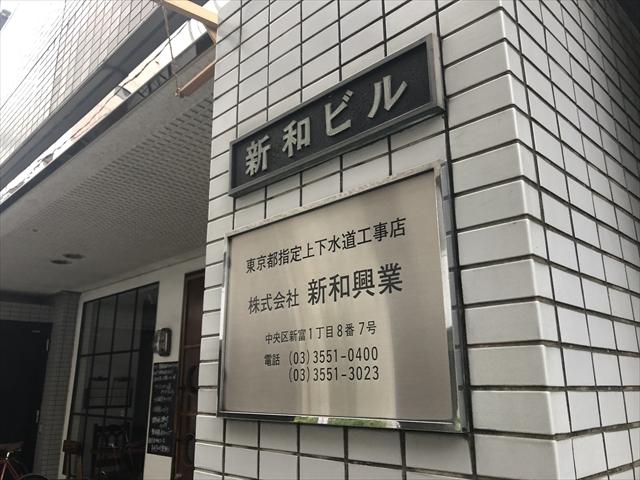 新和ビル
東京都指定上下水道工事店
株式会社 新和興業
中央区新富1丁目8番7号
電話 (03)3551-0400
(03)3551-3023